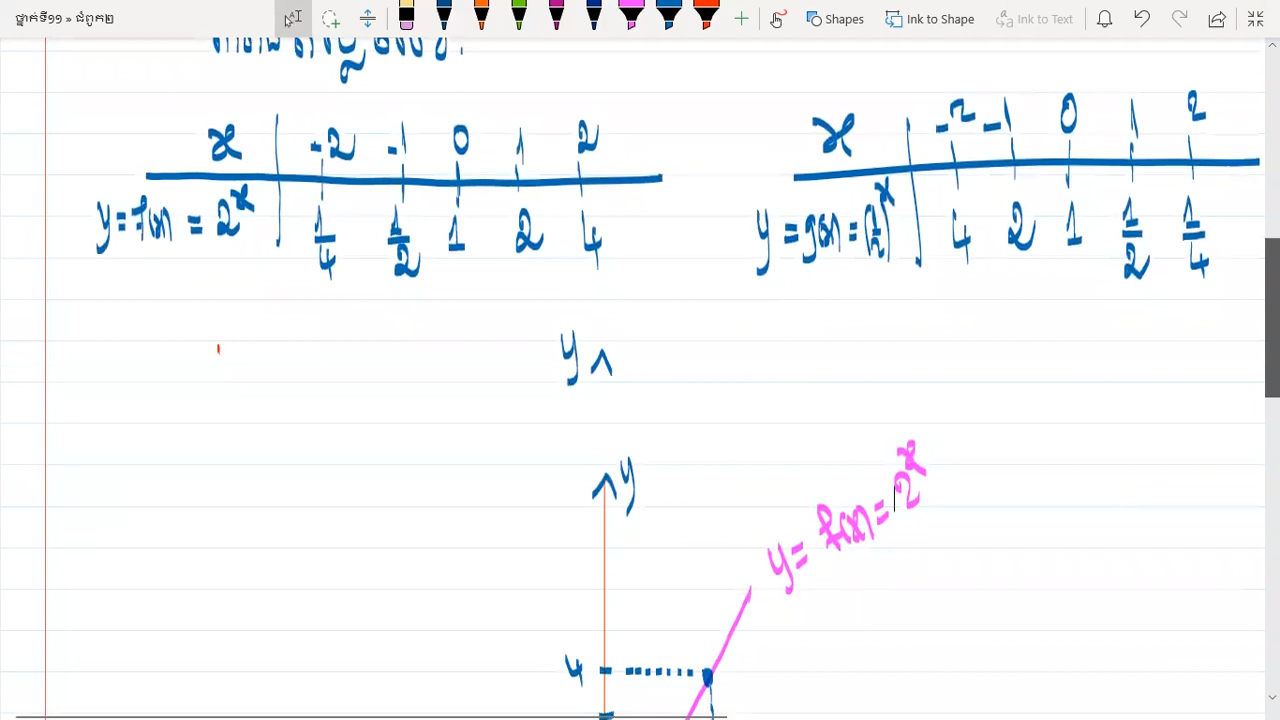 ថ្នាក់ទី១១ » ជំពូក២
Shapes
Ink to Shape
Ink to Text
x -2 -1 0 1 2
y = f(x) = 2^x 1/4 1/2 1 2 4
x -2 -1 0 1 2
y = g(x) = (1/2)^x 4 2 1 1/2 1/4
y
y
y = f(x) = 2^x
4